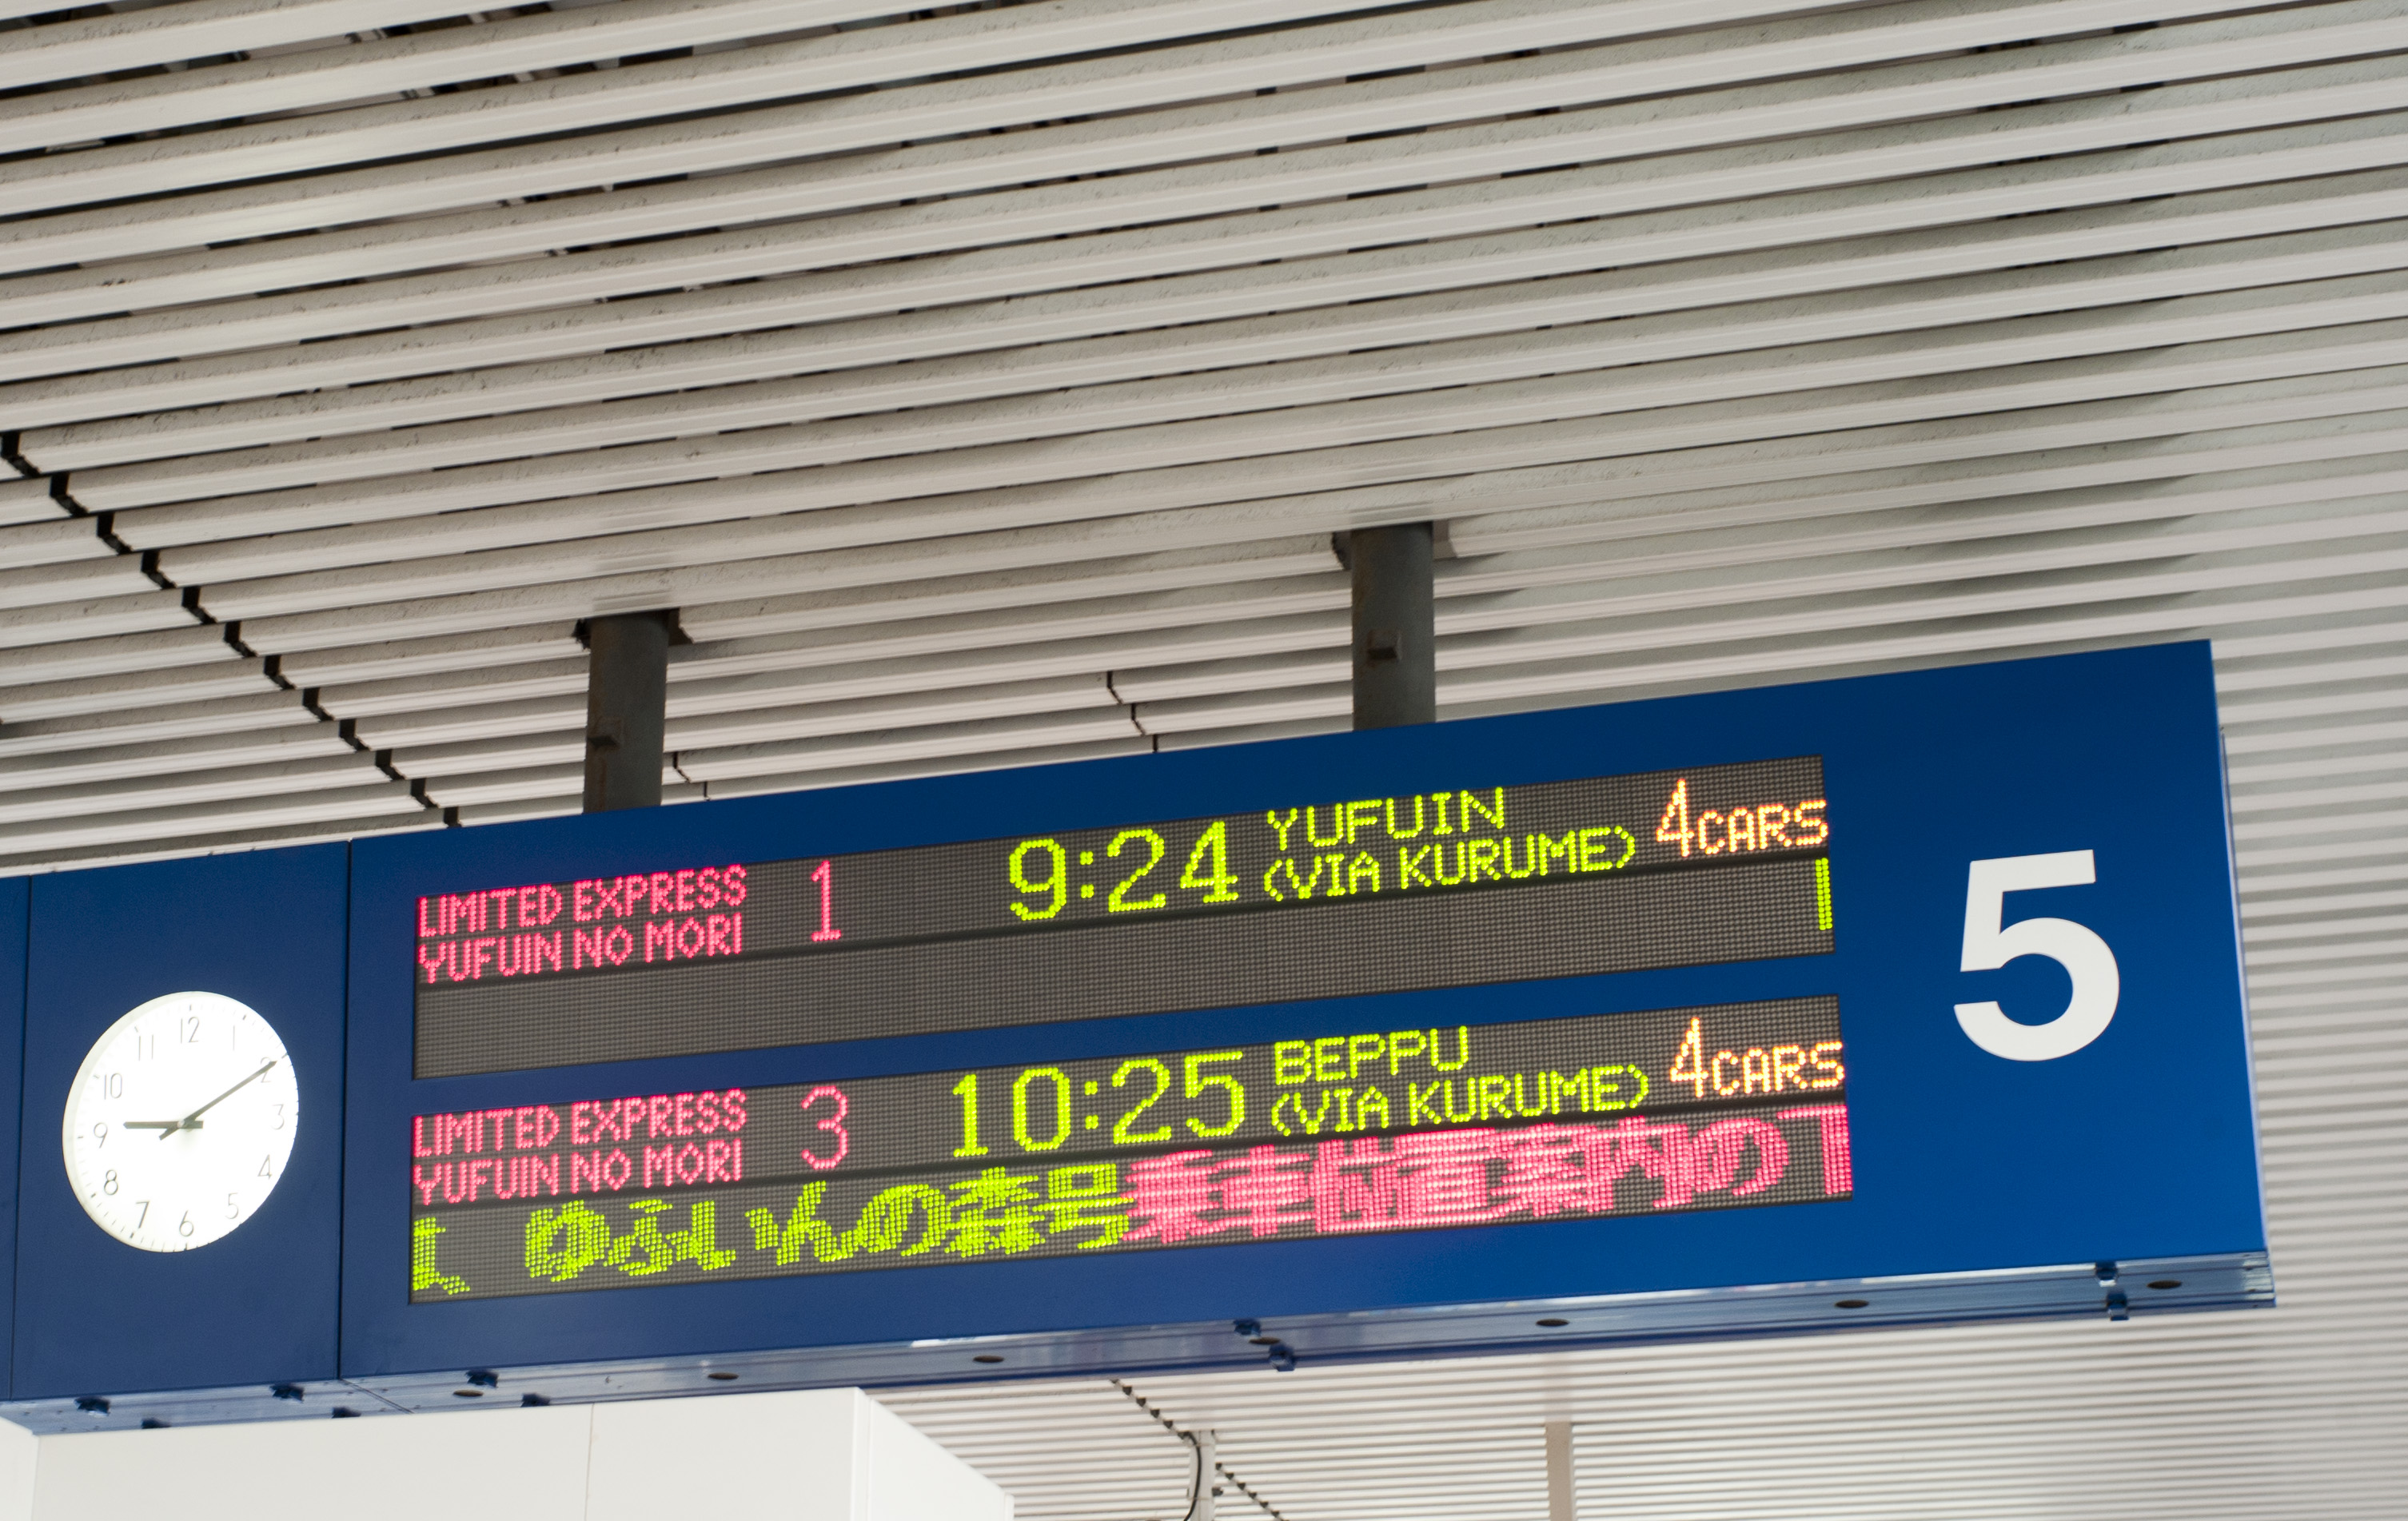 LIMITED EXPRESS
YUFUIN NO MORI
1
9:24
YUFUIN
(VIA KURUME)
4CARS
LIMITED EXPRESS
YUFUIN NO MORI
3
10:25
BEPPU
(VIA KURUME)
4CARS
ゆふいんの森号乗車位置案内の
5
12
1
2
3
4
5
6
7
8
9
10
11